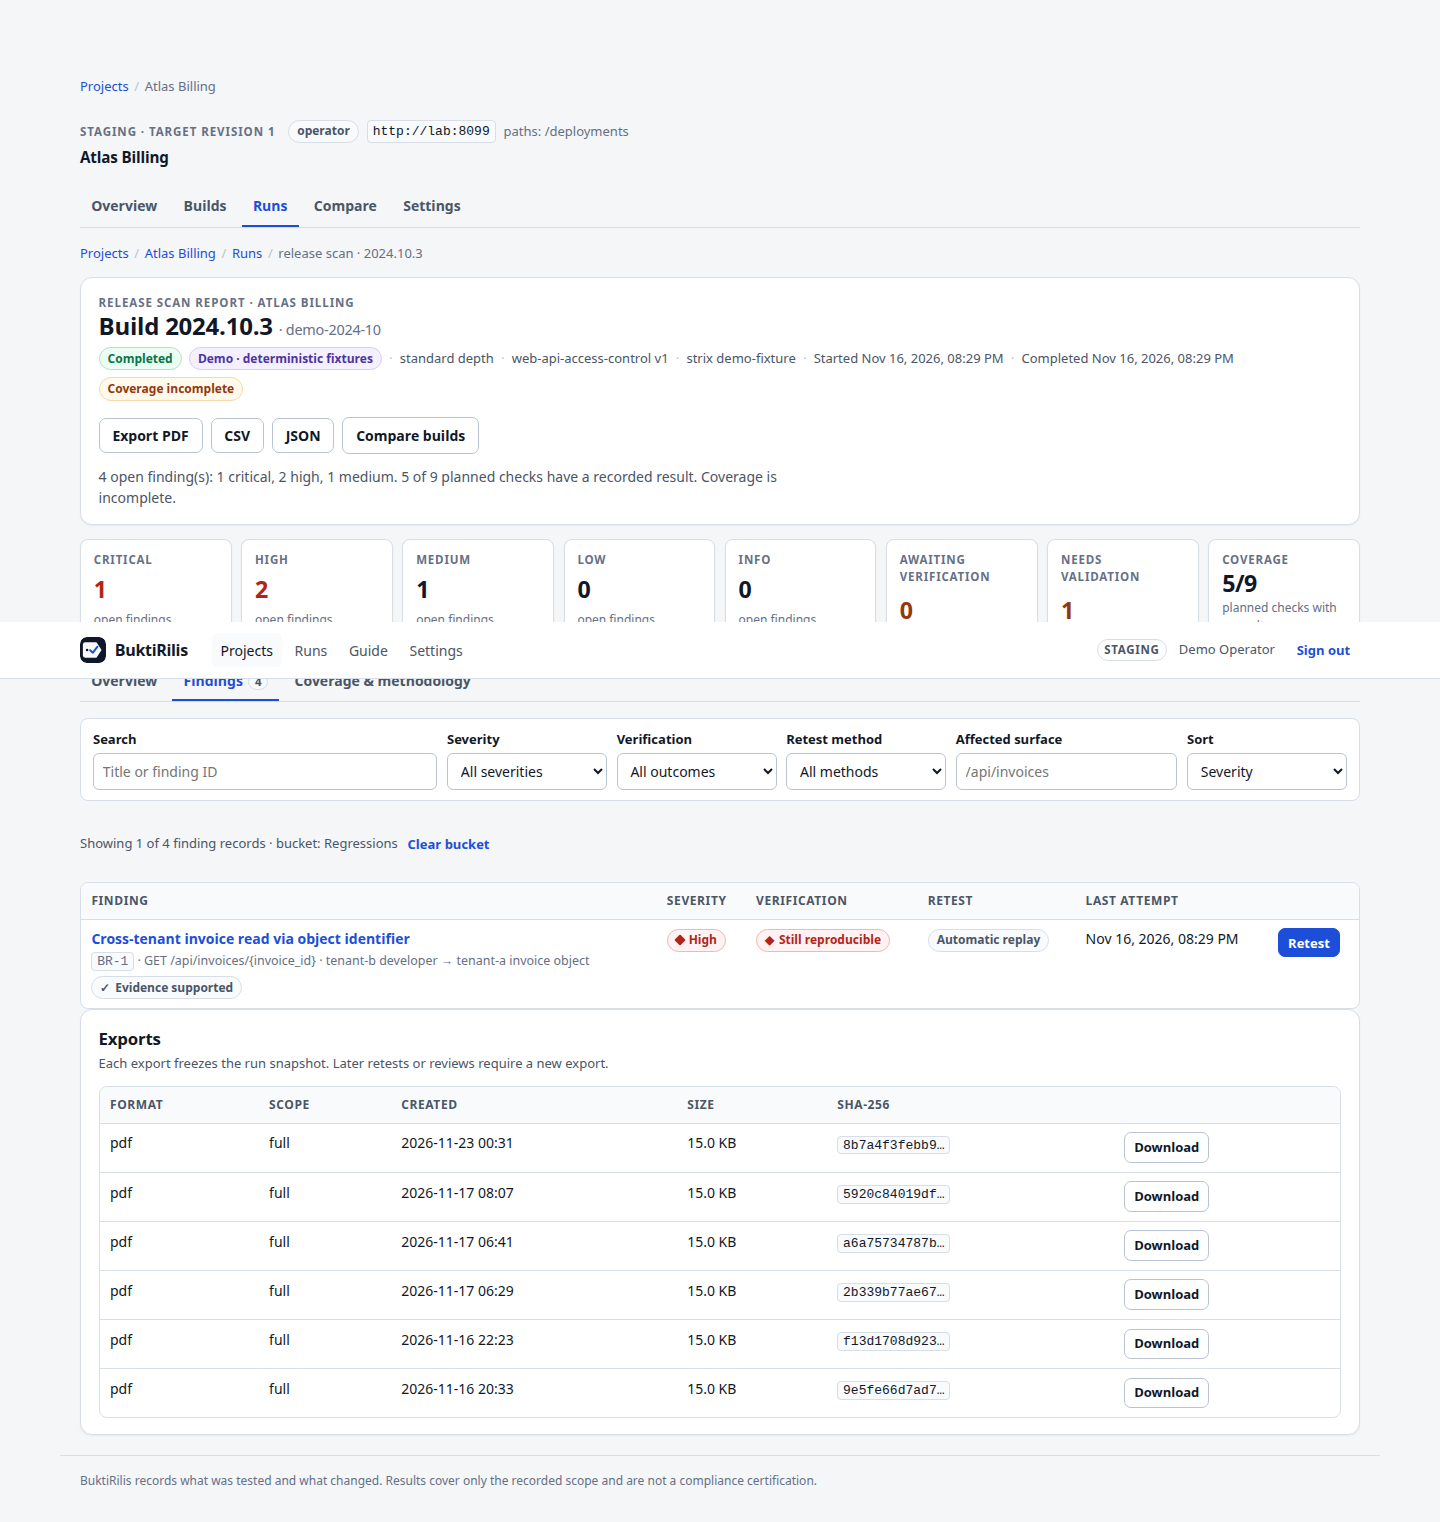 Projects / Atlas Billing
STAGING · TARGET REVISION 1 operator http://lab:8099 paths: /deployments
Atlas Billing
Overview Builds Runs Compare Settings
Projects / Atlas Billing / Runs / release scan · 2024.10.3
RELEASE SCAN REPORT · ATLAS BILLING
Build 2024.10.3 · demo-2024-10
Completed Demo · deterministic fixtures · standard depth · web-api-access-control v1 · strix demo-fixture · Started Nov 16, 2026, 08:29 PM · Completed Nov 16, 2026, 08:29 PM
Coverage incomplete
Export PDF CSV JSON Compare builds
4 open finding(s): 1 critical, 2 high, 1 medium. 5 of 9 planned checks have a recorded result. Coverage is
incomplete.
CRITICAL
1
open findings
HIGH
2
open findings
MEDIUM
1
open findings
LOW
0
open findings
INFO
0
open findings
AWAITING
VERIFICATION
0
NEEDS
VALIDATION
1
COVERAGE
5/9
planned checks with
BuktiRilis Projects Runs Guide Settings STAGING Demo Operator Sign out
Overview Findings 4 Coverage & methodology
Search Severity Verification Retest method Affected surface Sort
Title or finding ID All severities All outcomes All methods /api/invoices Severity
Showing 1 of 4 finding records · bucket: Regressions Clear bucket
FINDING SEVERITY VERIFICATION RETEST LAST ATTEMPT
Cross-tenant invoice read via object identifier High Still reproducible Automatic replay Nov 16, 2026, 08:29 PM Retest
BR-1 · GET /api/invoices/{invoice_id} · tenant-b developer → tenant-a invoice object
✓ Evidence supported
Exports
Each export freezes the run snapshot. Later retests or reviews require a new export.
FORMAT SCOPE CREATED SIZE SHA-256
pdf full 2026-11-23 00:31 15.0 KB 8b7a4f3febb9… Download
pdf full 2026-11-17 08:07 15.0 KB 5920c84019df… Download
pdf full 2026-11-17 06:41 15.0 KB a6a75734787b… Download
pdf full 2026-11-17 06:29 15.0 KB 2b339b77ae67… Download
pdf full 2026-11-16 22:23 15.0 KB f13d1708d923… Download
pdf full 2026-11-16 20:33 15.0 KB 9e5fe66d7ad7… Download
BuktiRilis records what was tested and what changed. Results cover only the recorded scope and are not a compliance certification.